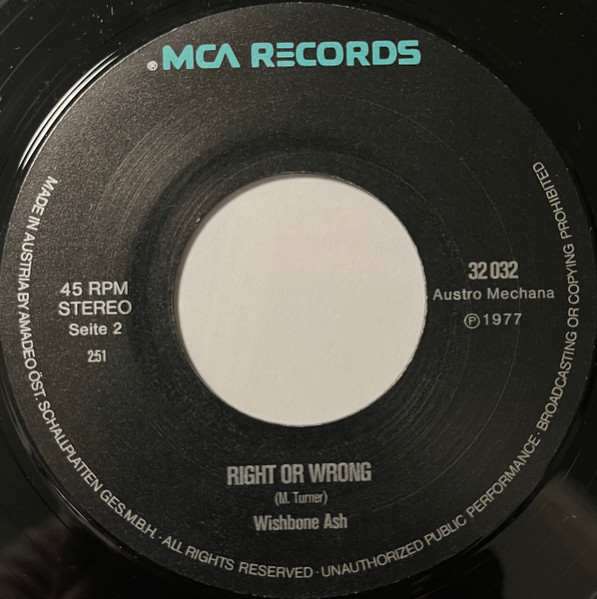 ® MCA RECORDS
45 RPM
STEREO
Seite 2
251
32 032
Austro Mechana
Ⓟ 1977
RIGHT OR WRONG
(M. Turner)
Wishbone Ash
MADE IN AUSTRIA BY AMADEO ÖST. SCHALLPLATTEN GES.M.B.H. · ALL RIGHTS RESERVED · UNAUTHORIZED PUBLIC PERFORMANCE · BROADCASTING OR COPYING PROHIBITED